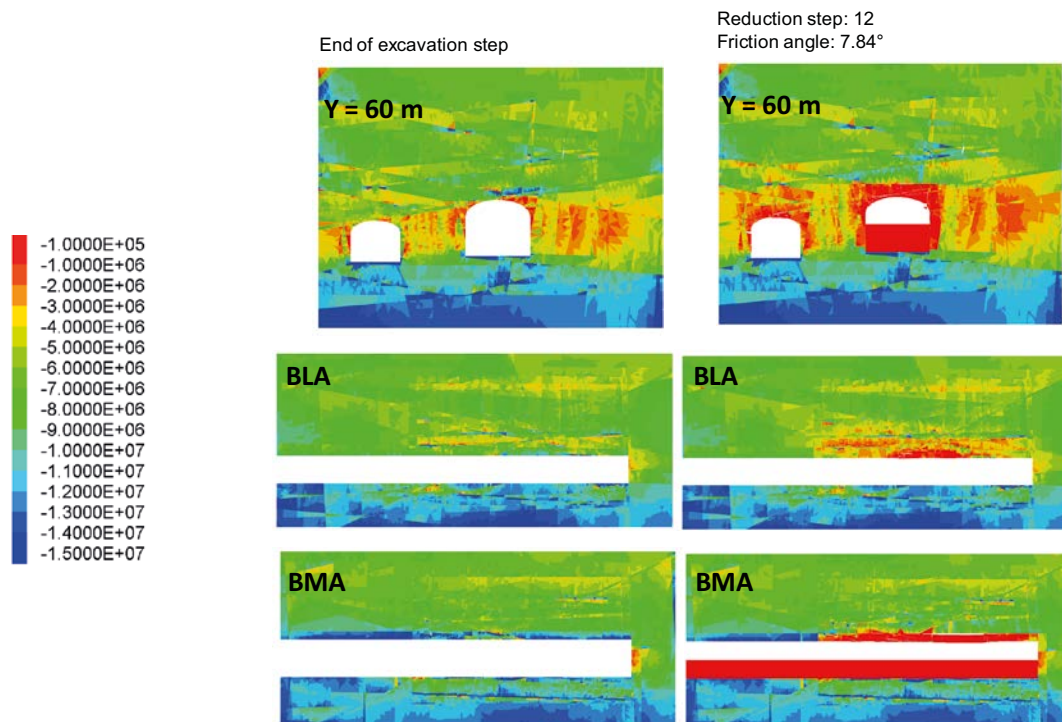 End of excavation step
Reduction step: 12
Friction angle: 7.84°
Y = 60 m
Y = 60 m
-1.0000E+05
-1.0000E+06
-2.0000E+06
-3.0000E+06
-4.0000E+06
-5.0000E+06
-6.0000E+06
-7.0000E+06
-8.0000E+06
-9.0000E+06
-1.0000E+07
-1.1000E+07
-1.2000E+07
-1.3000E+07
-1.4000E+07
-1.5000E+07
BLA
BLA
BMA
BMA